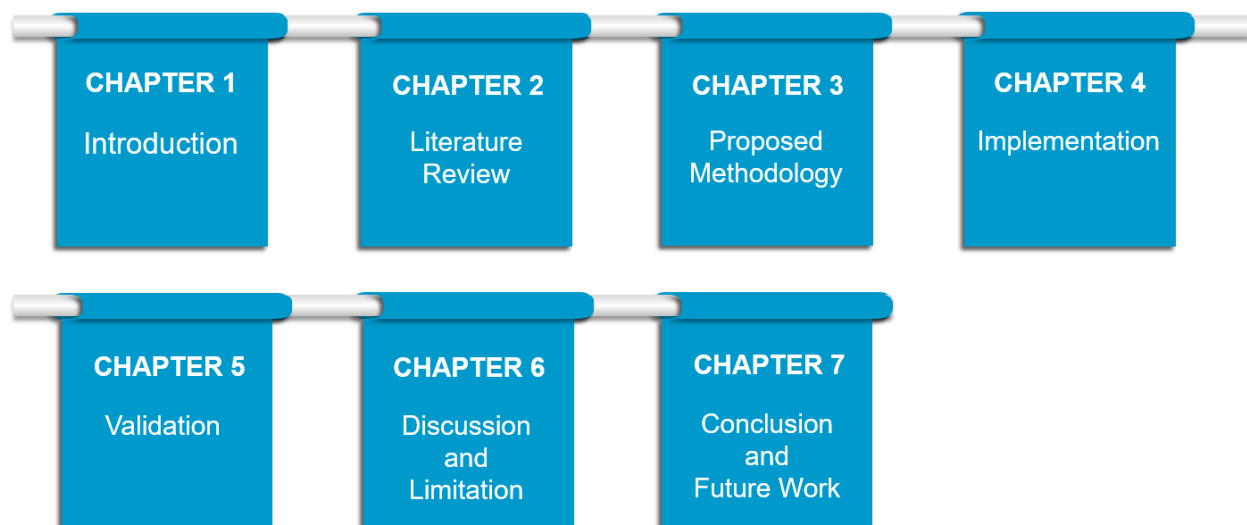 CHAPTER 1
Introduction
CHAPTER 2
Literature
Review
CHAPTER 3
Proposed
Methodology
CHAPTER 4
Implementation
CHAPTER 5
Validation
CHAPTER 6
Discussion
and
Limitation
CHAPTER 7
Conclusion
and
Future Work